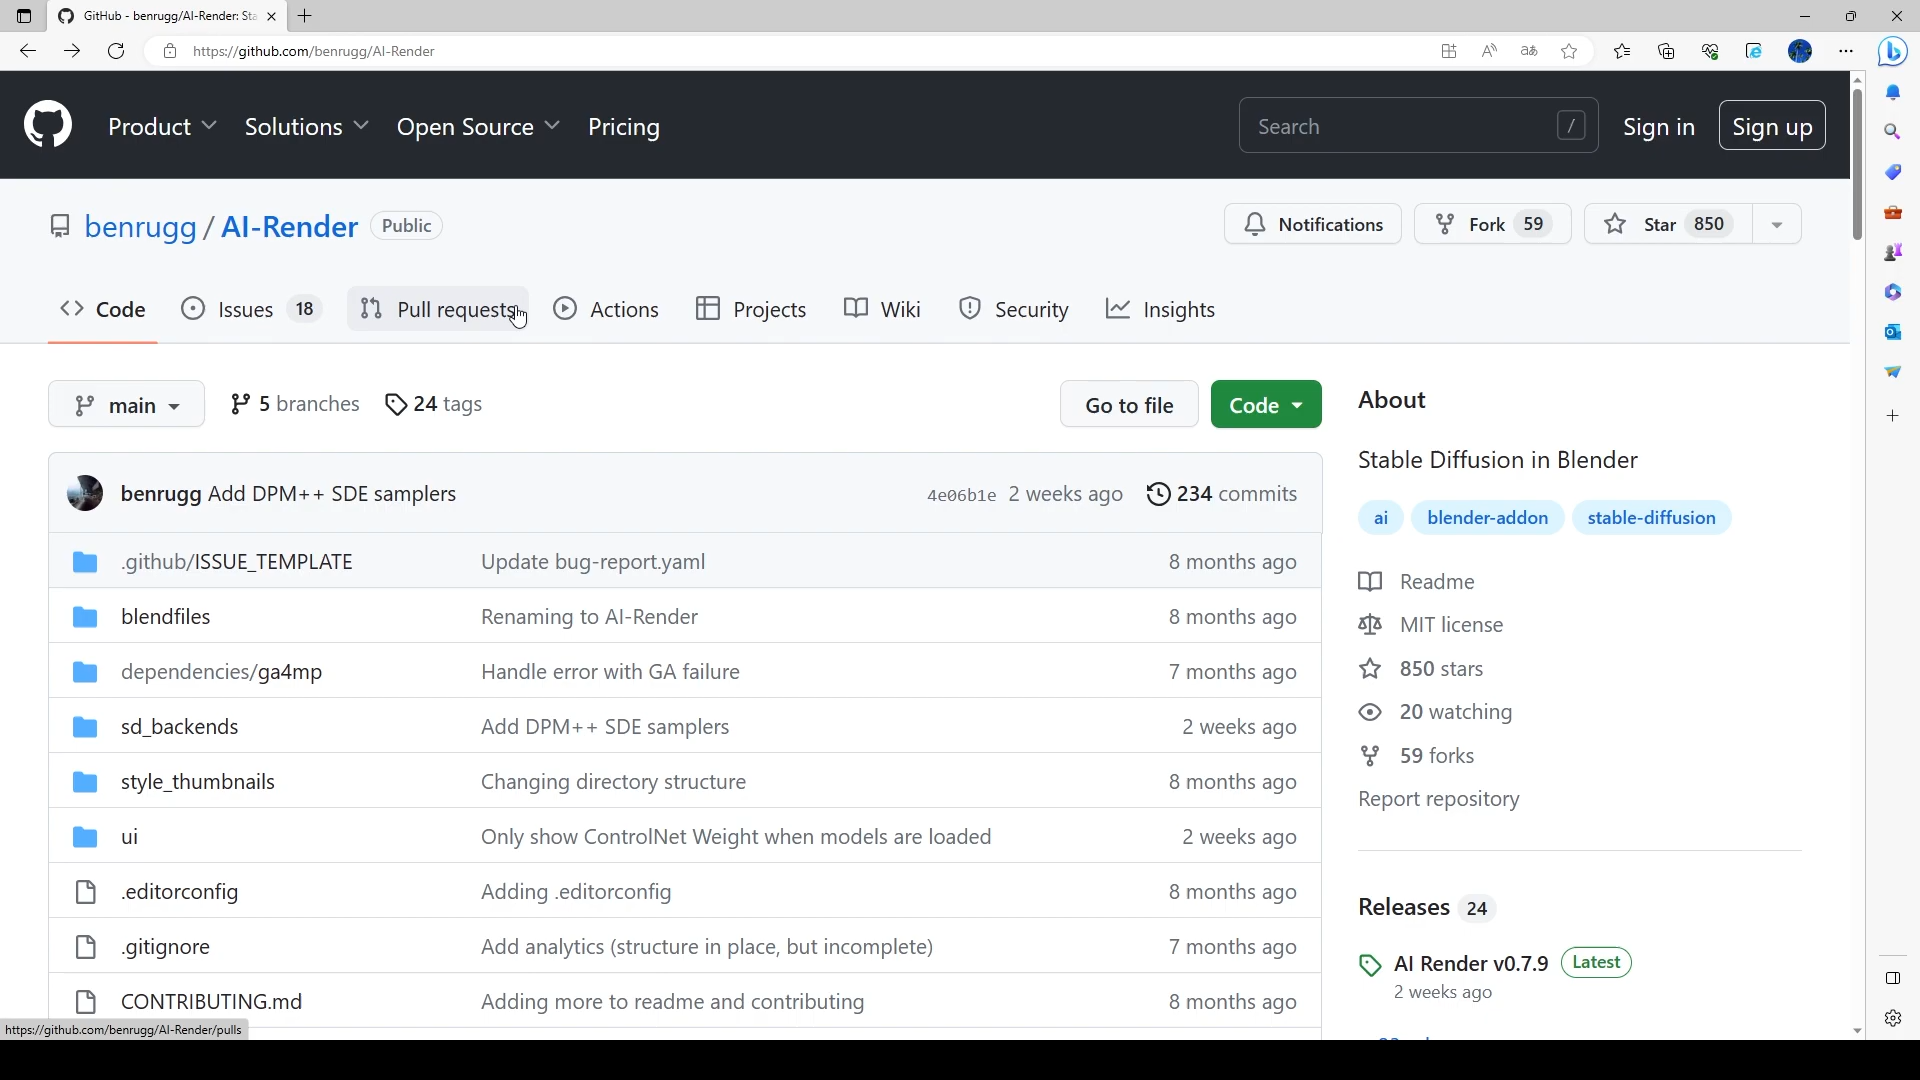 GitHub - benrugg/AI-Render: Sta
https://github.com/benrugg/AI-Render
Product Solutions Open Source Pricing Search / Sign in Sign up
benrugg / AI-Render Public Notifications Fork 59 Star 850
Code Issues 18 Pull requests Actions Projects Wiki Security Insights
main 5 branches 24 tags Go to file Code
benrugg Add DPM++ SDE samplers 4e06b1e 2 weeks ago 234 commits
.github/ISSUE_TEMPLATE Update bug-report.yaml 8 months ago
blendfiles Renaming to AI-Render 8 months ago
dependencies/ga4mp Handle error with GA failure 7 months ago
sd_backends Add DPM++ SDE samplers 2 weeks ago
style_thumbnails Changing directory structure 8 months ago
ui Only show ControlNet Weight when models are loaded 2 weeks ago
.editorconfig Adding .editorconfig 8 months ago
.gitignore Add analytics (structure in place, but incomplete) 7 months ago
CONTRIBUTING.md Adding more to readme and contributing 8 months ago
https://github.com/benrugg/AI-Render/pulls
About
Stable Diffusion in Blender
ai blender-addon stable-diffusion
Readme
MIT license
850 stars
20 watching
59 forks
Report repository
Releases 24
AI Render v0.7.9 Latest
2 weeks ago